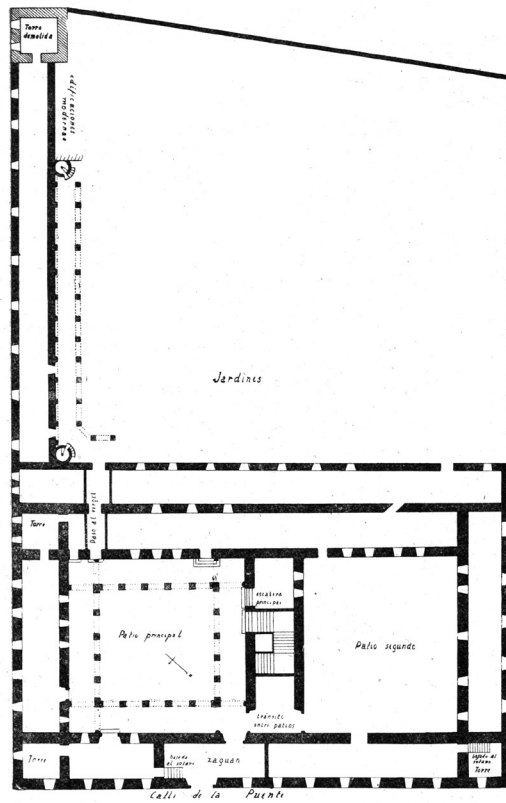 Torre
demolida
edificaciones
modernas
Jardines
Torre
Paso al vergel
escalera
principal
Patio principal
Patio segundo
tránsito
entre patios
Torre
bajada
al sotano
zaguan
bajada al
sotano
Torre
Calle de la Puente